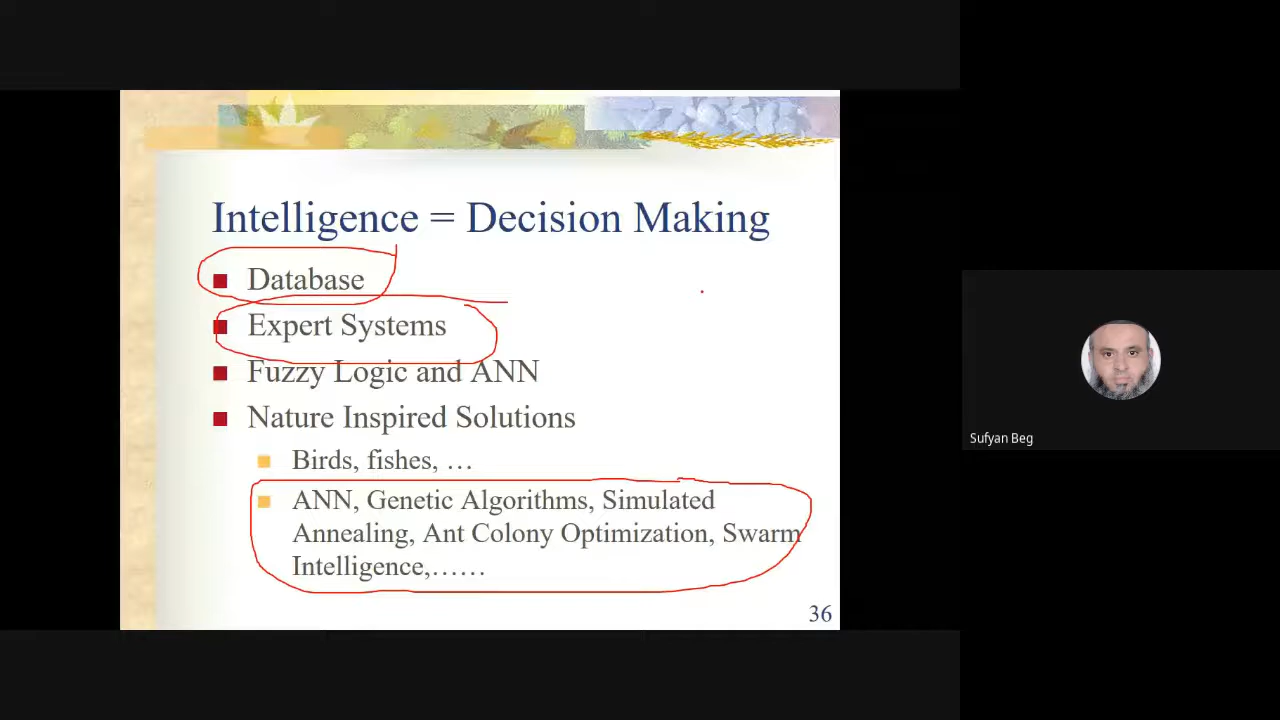 Intelligence = Decision Making
Database
Expert Systems
Fuzzy Logic and ANN
Nature Inspired Solutions
Birds, fishes, …
ANN, Genetic Algorithms, Simulated
Annealing, Ant Colony Optimization, Swarm
Intelligence,……
36
Sufyan Beg